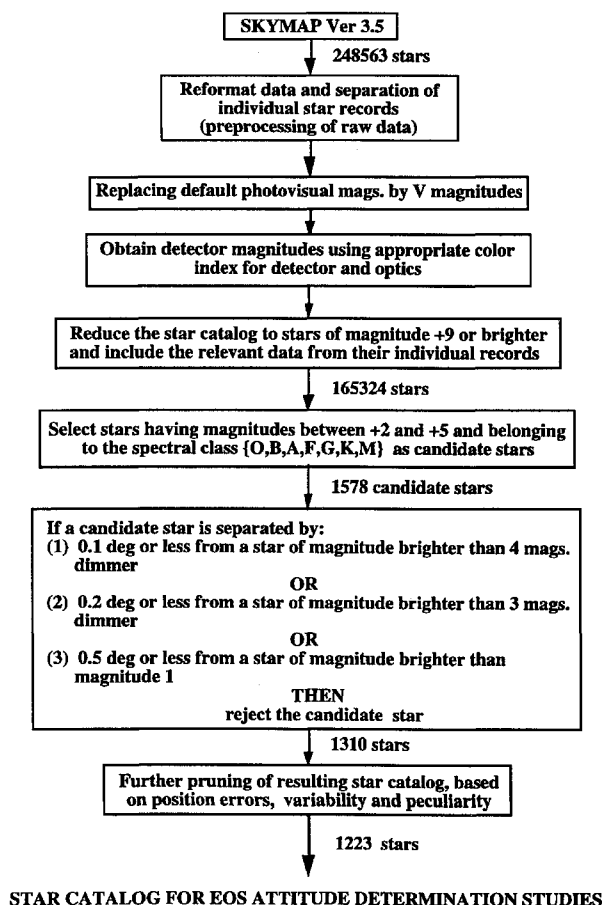 SKYMAP Ver 3.5
248563 stars
Reformat data and separation of
individual star records
(preprocessing of raw data)
Replacing default photovisual mags. by V magnitudes
Obtain detector magnitudes using appropriate color
index for detector and optics
Reduce the star catalog to stars of magnitude +9 or brighter
and include the relevant data from their individual records
165324 stars
Select stars having magnitudes between +2 and +5 and belonging
to the spectral class {O,B,A,F,G,K,M} as candidate stars
1578 candidate stars
If a candidate star is separated by:
(1) 0.1 deg or less from a star of magnitude brighter than 4 mags.
dimmer
OR
(2) 0.2 deg or less from a star of magnitude brighter than 3 mags.
dimmer
OR
(3) 0.5 deg or less from a star of magnitude brighter than
magnitude 1
THEN
reject the candidate star
1310 stars
Further pruning of resulting star catalog, based
on position errors, variability and peculiarity
1223 stars
STAR CATALOG FOR EOS ATTITUDE DETERMINATION STUDIES